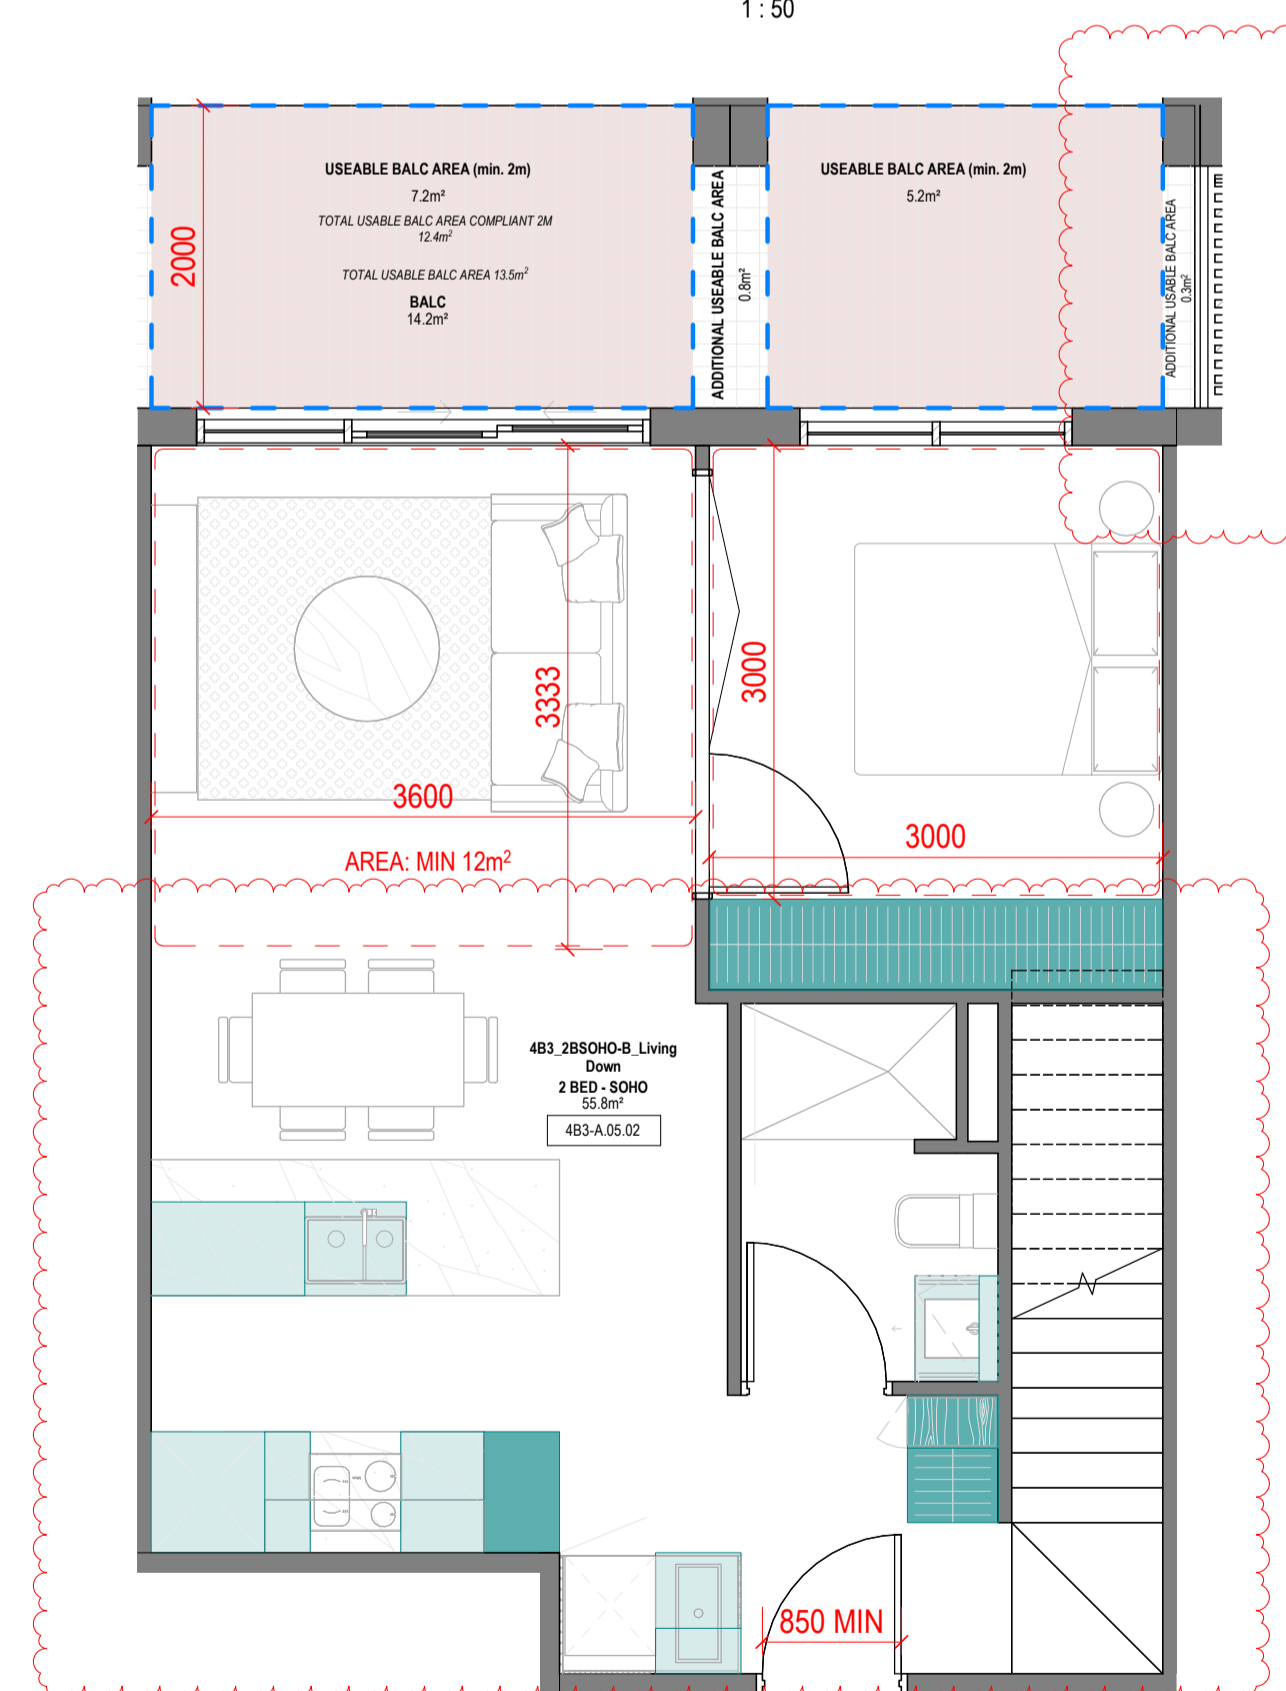 1 : 50
USEABLE BALC AREA (min. 2m)
7.2m²
TOTAL USABLE BALC AREA COMPLIANT 2M
12.4m²
TOTAL USABLE BALC AREA 13.5m²
BALC
14.2m²
2000
ADDITIONAL USEABLE BALC AREA
0.8m²
USEABLE BALC AREA (min. 2m)
5.2m²
ADDITIONAL USABLE BALC AREA
0.3m²
3333
3000
3600
3000
AREA: MIN 12m²
4B3_2BSOHO-B_Living
Down
2 BED - SOHO
55.8m²
4B3-A.05.02
850 MIN